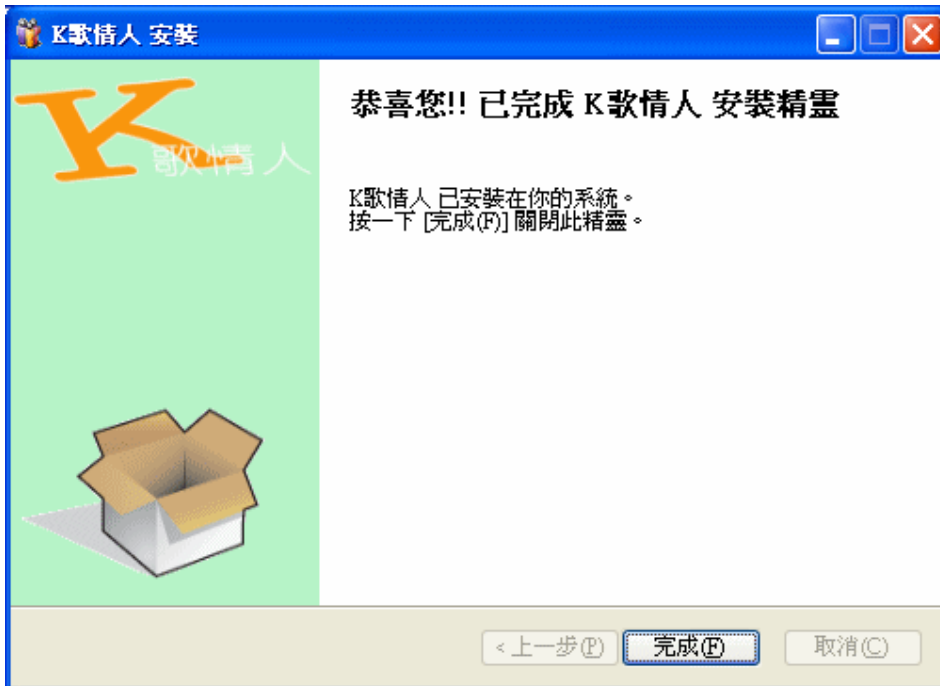 K歌情人 安裝
K
歌情人
恭喜您!! 已完成 K歌情人 安裝精靈
K歌情人 已安裝在你的系統。
按一下 [完成(F)] 關閉此精靈。
< 上一步(P)
完成(F)
取消(C)